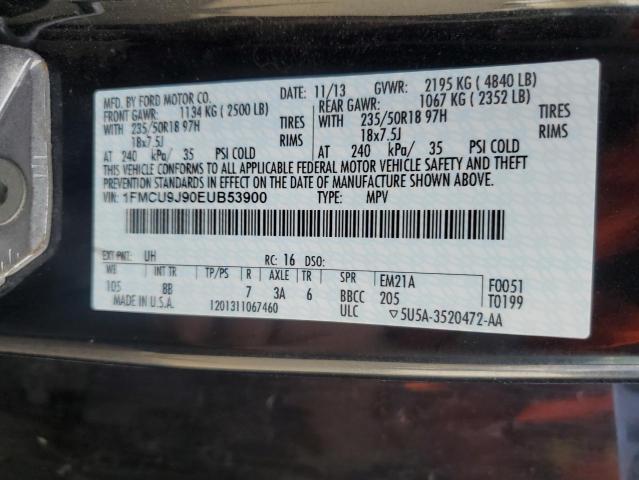 MFD. BY FORD MOTOR CO.
DATE: 11/13 GVWR: 2195 KG ( 4840 LB)
FRONT GAWR: 1134 KG ( 2500 LB)
REAR GAWR: 1067 KG ( 2352 LB)
WITH 235/50R18 97H TIRES
WITH 235/50R18 97H TIRES
18x7.5J RIMS
18x7.5J RIMS
AT 240 kPa/ 35 PSI COLD
AT 240 kPa/ 35 PSI COLD
THIS VEHICLE CONFORMS TO ALL APPLICABLE FEDERAL MOTOR VEHICLE SAFETY AND THEFT
PREVENTION STANDARDS IN EFFECT ON THE DATE OF MANUFACTURE SHOWN ABOVE.
VIN: 1FMCU9J90EUB53900 TYPE: MPV
EXT PNT: UH RC: 16 DSO:
WB INT TR TP/PS R AXLE TR SPR EM21A F0051
105 BB 7 3A 6 BBCC 205 T0199
MADE IN U.S.A. 1201311067460 ULC ▽5U5A-3520472-AA